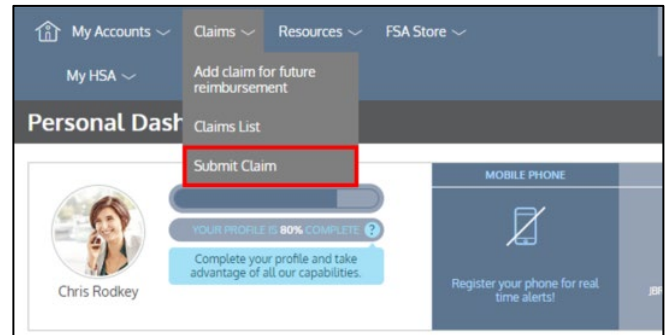 My Accounts Claims Resources FSA Store
My HSA
Add claim for future
reimbursement
Claims List
Submit Claim
Personal Dash
MOBILE PHONE
YOUR PROFILE IS 80% COMPLETE ?
Complete your profile and take
advantage of all our capabilities.
Chris Rodkey
Register your phone for real
time alerts!